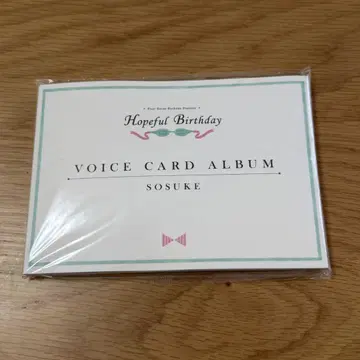 Hopeful Birthday
VOICE CARD ALBUM
SOSUKE